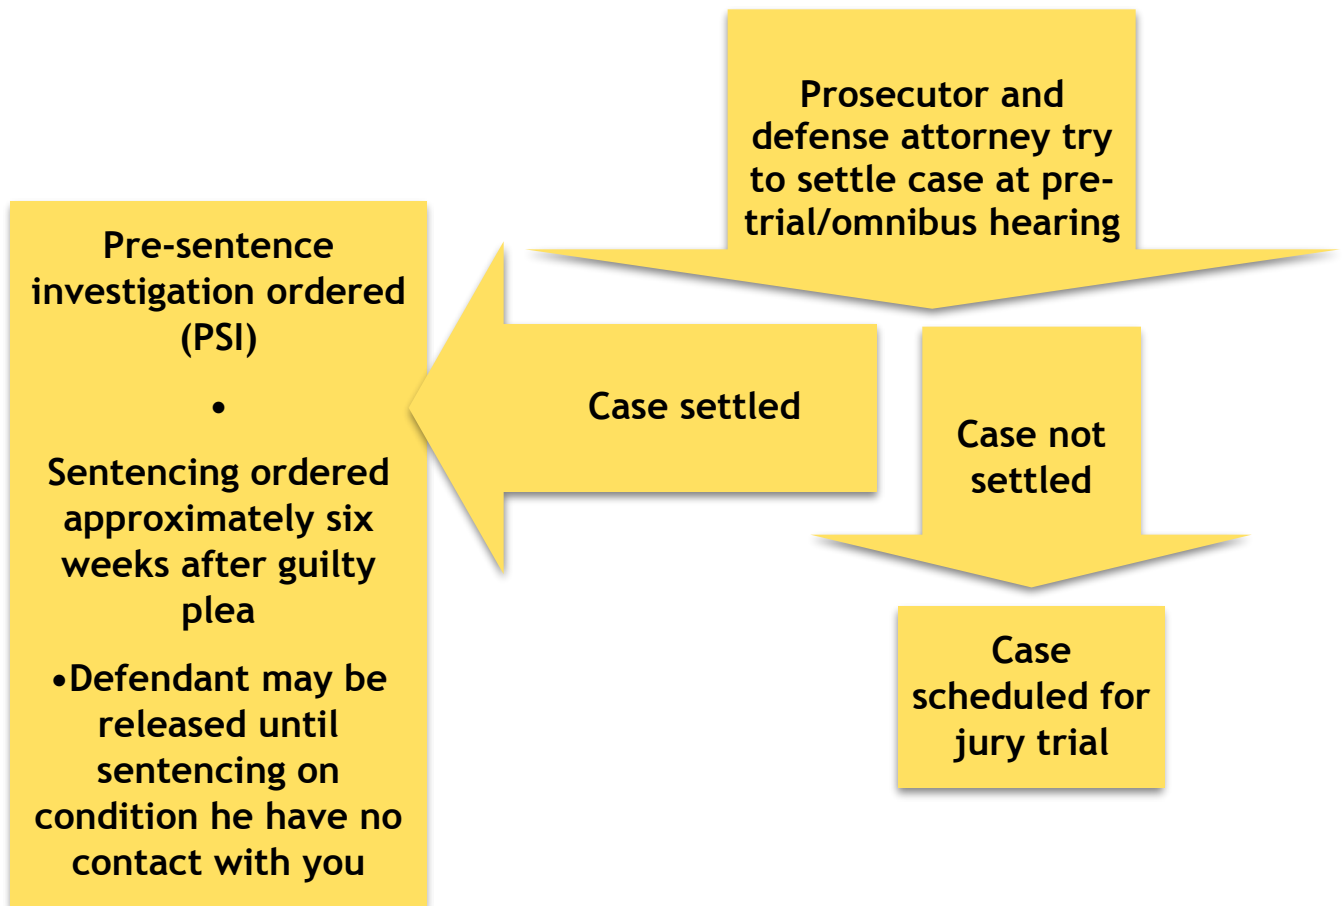 Prosecutor and
defense attorney try
to settle case at pre-
trial/omnibus hearing
Pre-sentence
investigation ordered
(PSI)
•
Sentencing ordered
approximately six
weeks after guilty
plea
•Defendant may be
released until
sentencing on
condition he have no
contact with you
Case settled
Case not
settled
Case
scheduled for
jury trial